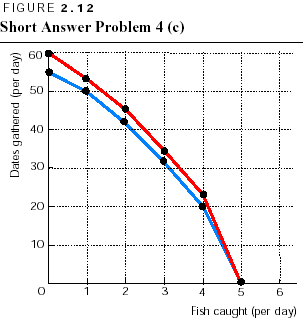 FIGURE 2.12
Short Answer Problem 4 (c)
Dates gathered (per day)
60
50
40
30
20
10
0 1 2 3 4 5 6
Fish caught (per day)